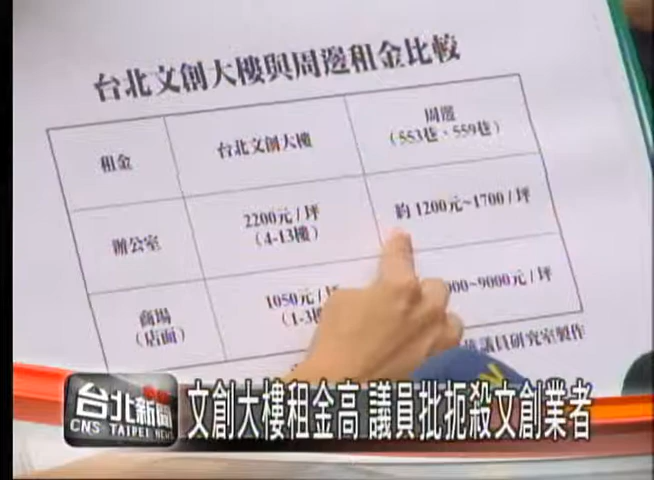 台北文創大樓與周邊租金比較
租金
台北文創大樓
周邊
(553巷、559巷)
辦公室
2200元/坪
(4-13樓)
約1200元~1700/坪
商場
(店面)
1050元/坪
(1-3樓
000~9000元/坪
議員研究室製作
台北新聞
CNS TAIPEI NEWS
文創大樓租金高 議員批扼殺文創業者